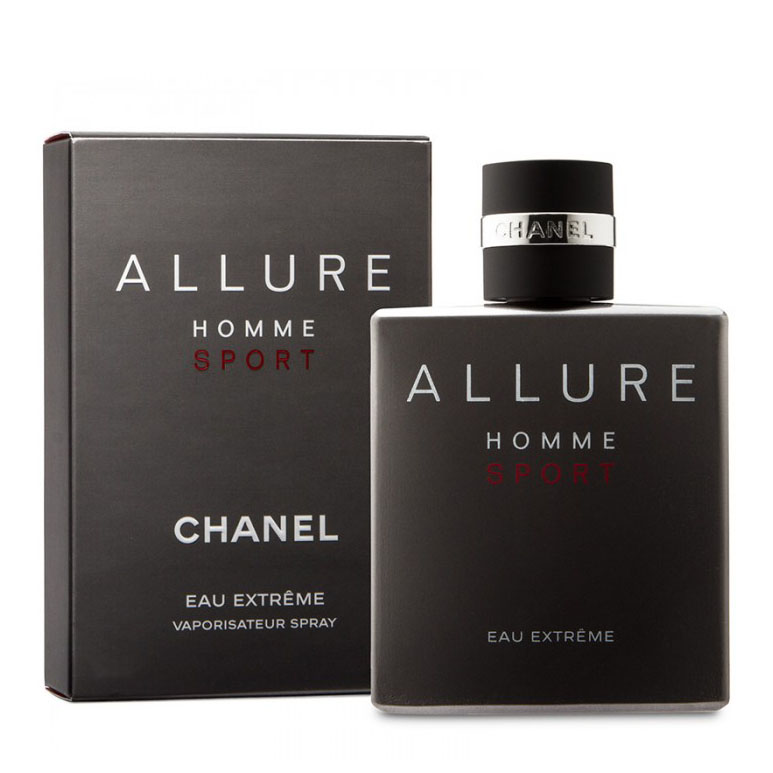 ALLURE
HOMME
SPORT
CHANEL
EAU EXTRÊME
VAPORISATEUR SPRAY
CHANEL
ALLURE
HOMME
SPORT
EAU EXTRÊME